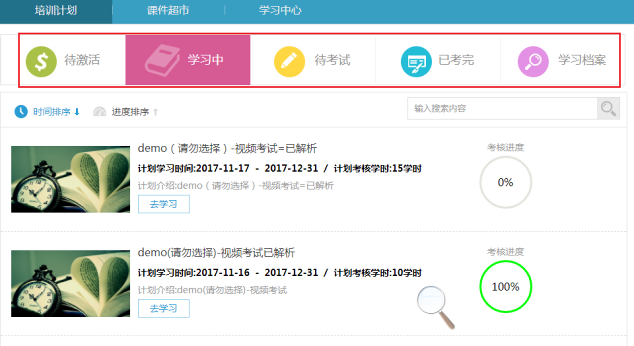 培训计划 课件超市 学习中心
待激活 学习中 待考试 已考完 学习档案
时间排序 进度排序 输入搜索内容
demo（请勿选择）-视频考试=已解析 考核进度
计划学习时间:2017-11-17 - 2017-12-31 / 计划考核学时:15学时
0%
计划介绍:demo（请勿选择）-视频考试=已解析
去学习
demo(请勿选择)-视频考试已解析 考核进度
计划学习时间:2017-11-16 - 2017-12-31 / 计划考核学时:10学时
100%
计划介绍:demo(请勿选择)-视频考试
去学习